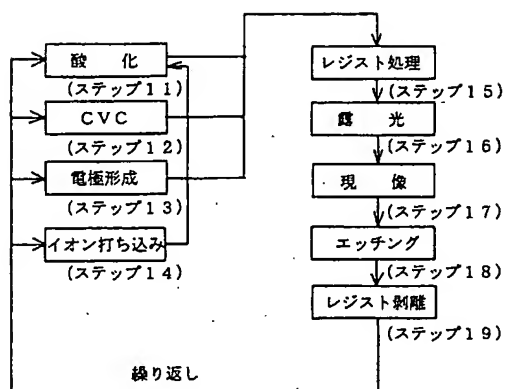 酸　化
(ステップ１１)
ＣＶＣ
(ステップ１２)
電極形成
(ステップ１３)
イオン打ち込み
(ステップ１４)
レジスト処理
(ステップ１５)
露　光
(ステップ１６)
現　像
(ステップ１７)
エッチング
(ステップ１８)
レジスト剥離
(ステップ１９)
繰り返し